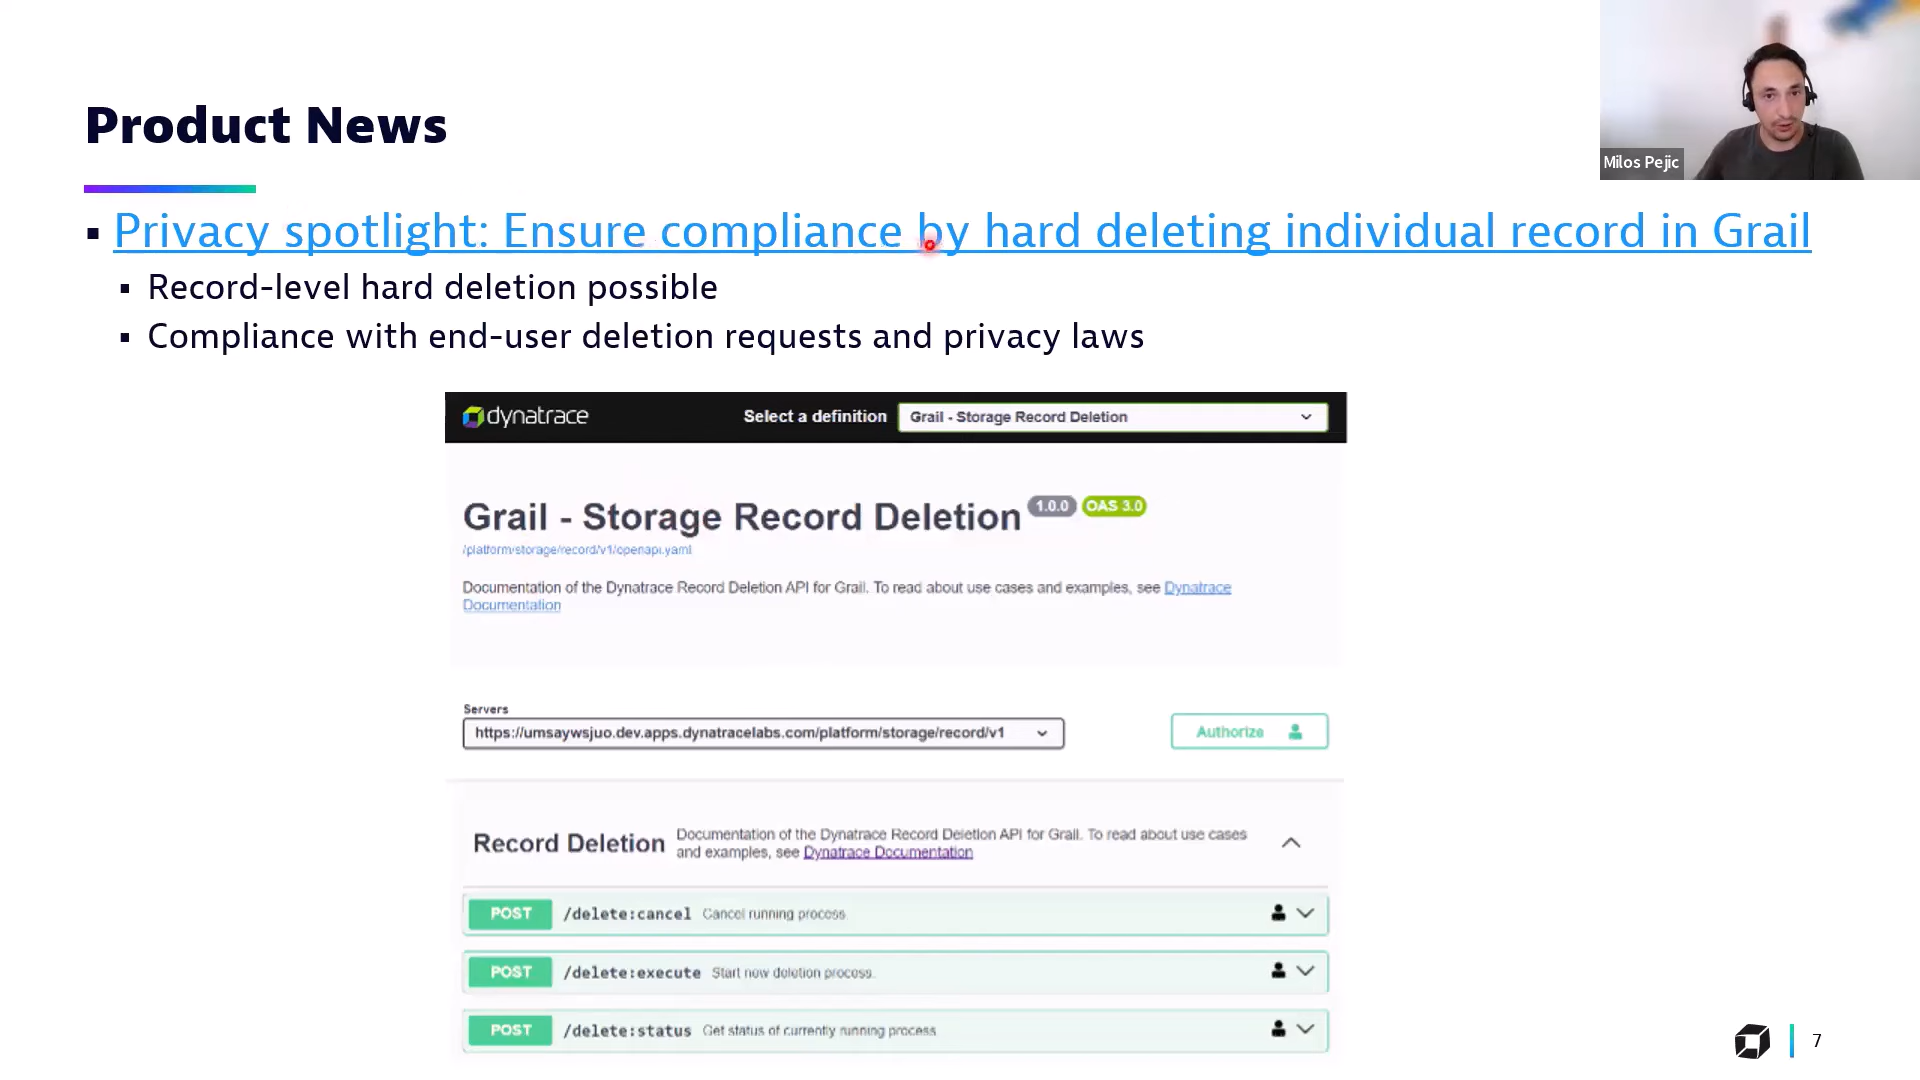 Product News
Milos Pejic
▪ Privacy spotlight: Ensure compliance by hard deleting individual record in Grail
▪ Record-level hard deletion possible
▪ Compliance with end-user deletion requests and privacy laws
dynatrace
Select a definition
Grail - Storage Record Deletion
Grail - Storage Record Deletion 1.0.0 OAS 3.0
/platform/storage/record/v1/openapi.yaml
Documentation of the Dynatrace Record Deletion API for Grail. To read about use cases and examples, see Dynatrace
Documentation
Servers
https://umsaywsjuo.dev.apps.dynatracelabs.com/platform/storage/record/v1
Authorize
Record Deletion
Documentation of the Dynatrace Record Deletion API for Grail. To read about use cases
and examples, see Dynatrace Documentation
POST /delete:cancel Cancel running process.
POST /delete:execute Start new deletion process.
POST /delete:status Get status of currently running process
7